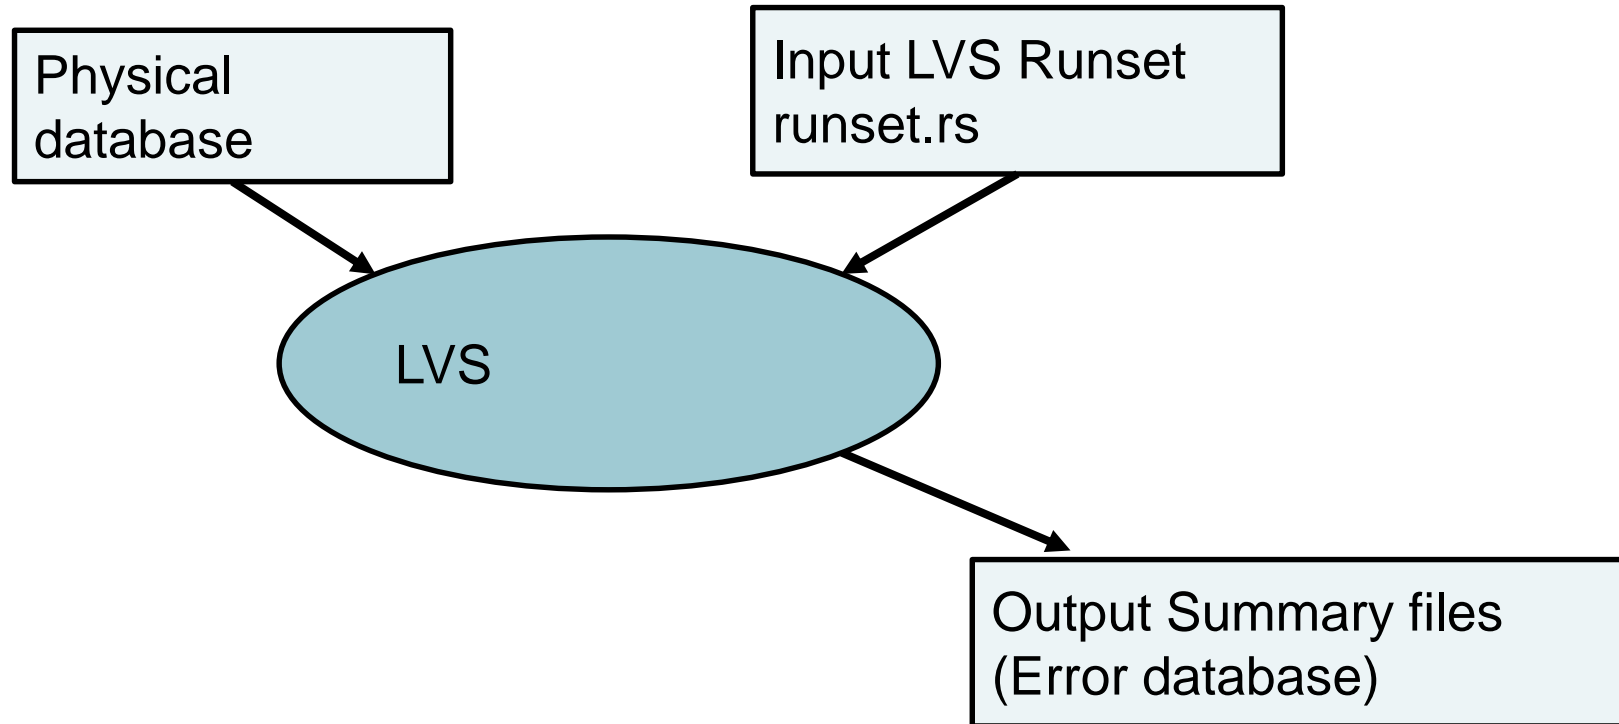 Physical
database
Input LVS Runset
runset.rs
LVS
Output Summary files
(Error database)